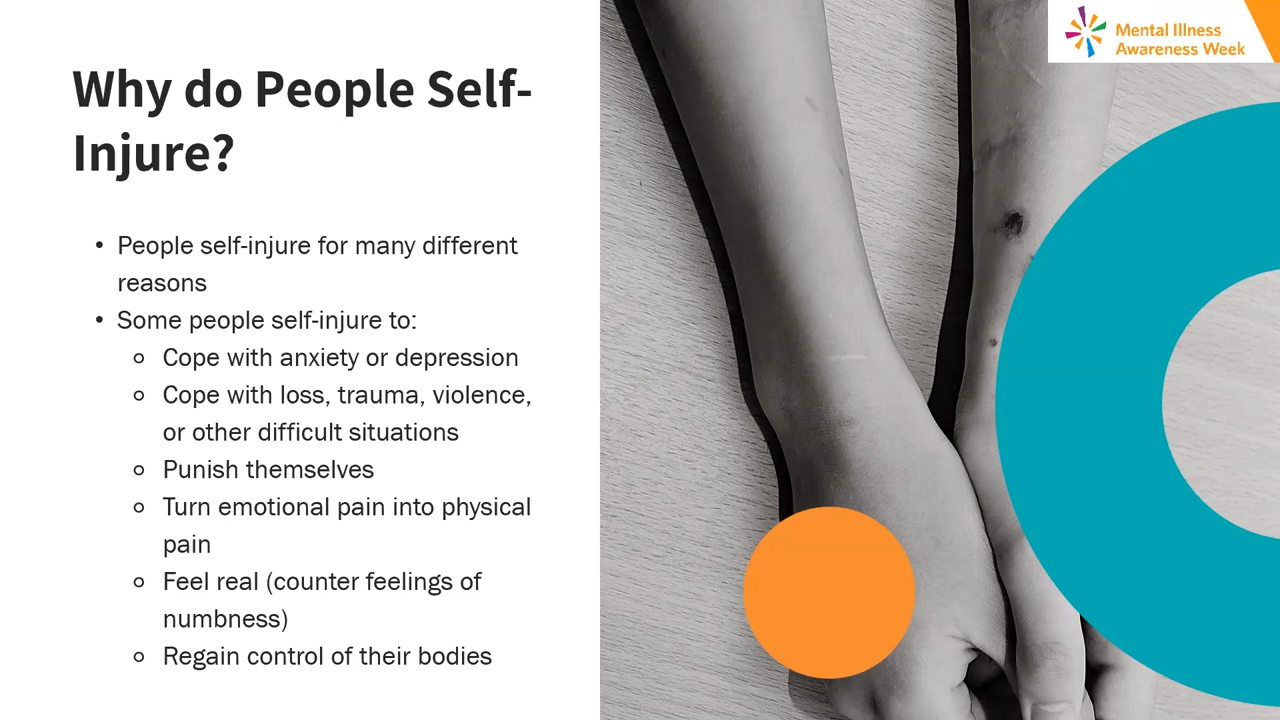 Mental Illness
Awareness Week
Why do People Self-
Injure?
• People self-injure for many different
reasons
• Some people self-injure to:
o Cope with anxiety or depression
o Cope with loss, trauma, violence,
or other difficult situations
o Punish themselves
o Turn emotional pain into physical
pain
o Feel real (counter feelings of
numbness)
o Regain control of their bodies